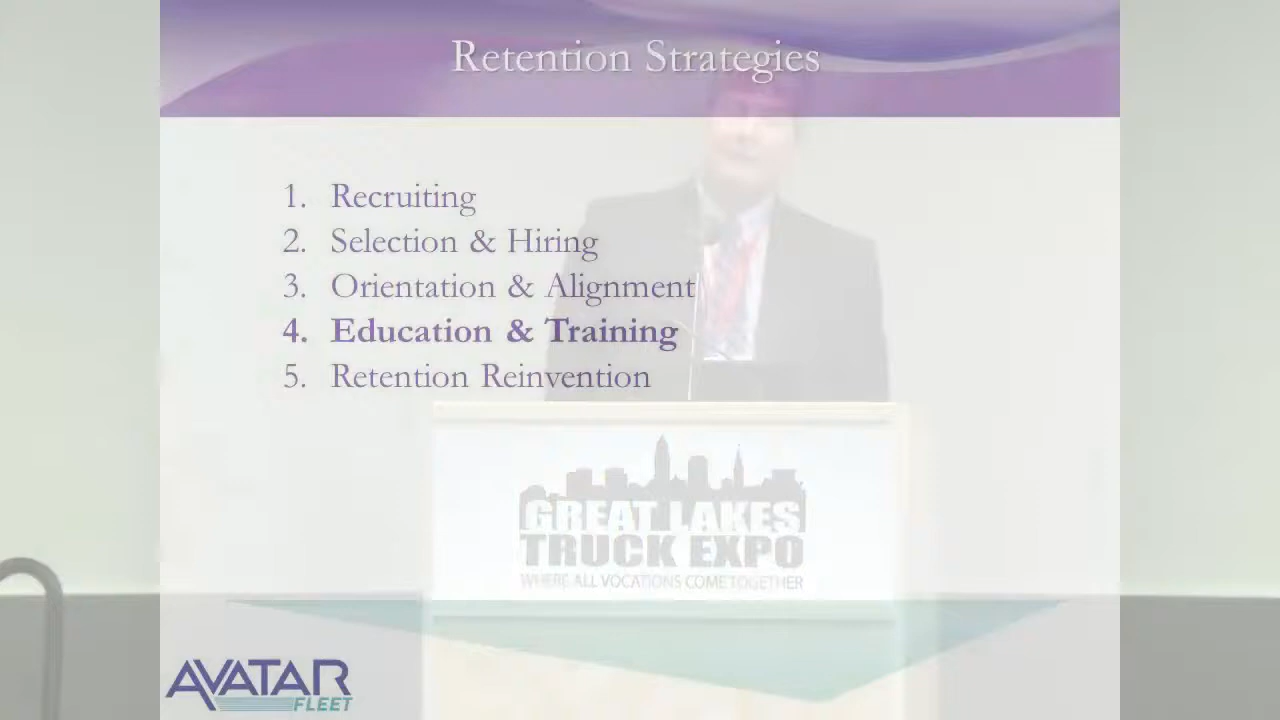 Retention Strategies
1. Recruiting
2. Selection & Hiring
3. Orientation & Alignment
4. Education & Training
5. Retention Reinvention
GREAT LAKES
TRUCK EXPO
WHERE ALL VOCATIONS COME TOGETHER
AVATAR
FLEET